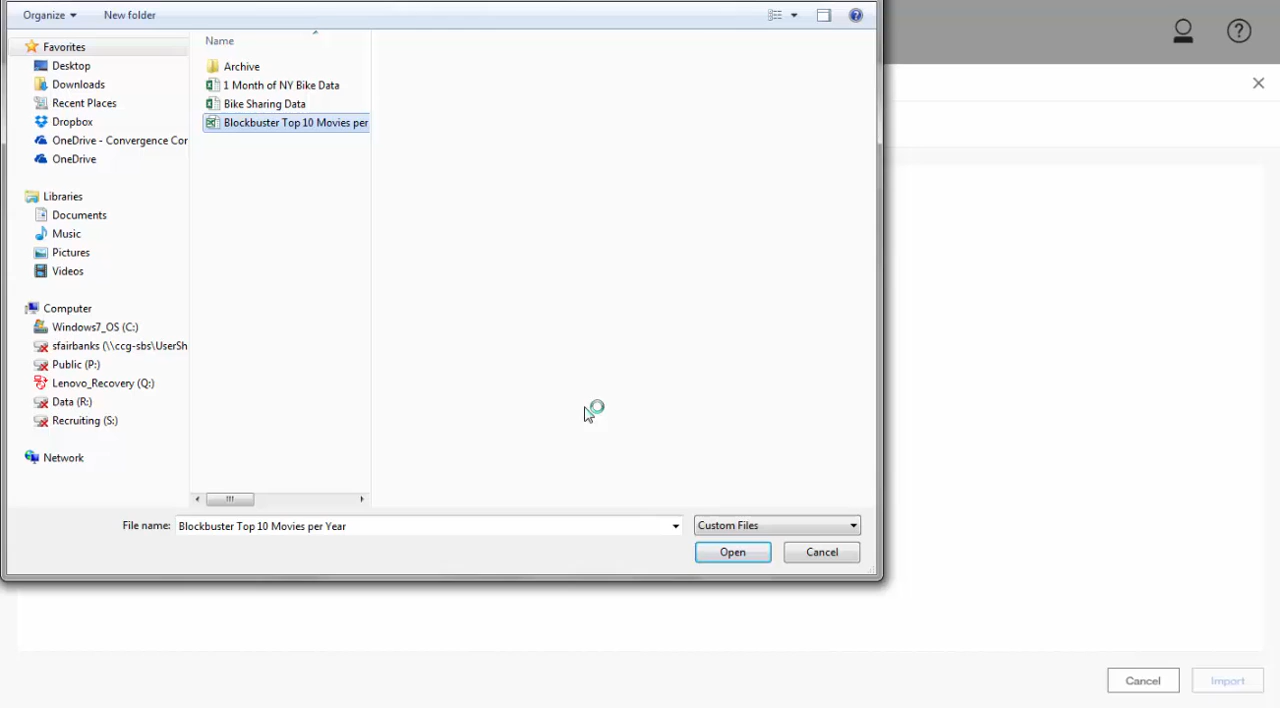 Organize
New folder
Favorites
Desktop
Downloads
Recent Places
Dropbox
OneDrive - Convergence Cor
OneDrive
Libraries
Documents
Music
Pictures
Videos
Computer
Windows7_OS (C:)
sfairbanks (\\ccg-sbs\UserSh
Public (P:)
Lenovo_Recovery (Q:)
Data (R:)
Recruiting (S:)
Network
Name
Archive
1 Month of NY Bike Data
Bike Sharing Data
Blockbuster Top 10 Movies per
File name: Blockbuster Top 10 Movies per Year
Custom Files
Open
Cancel
Cancel
Import